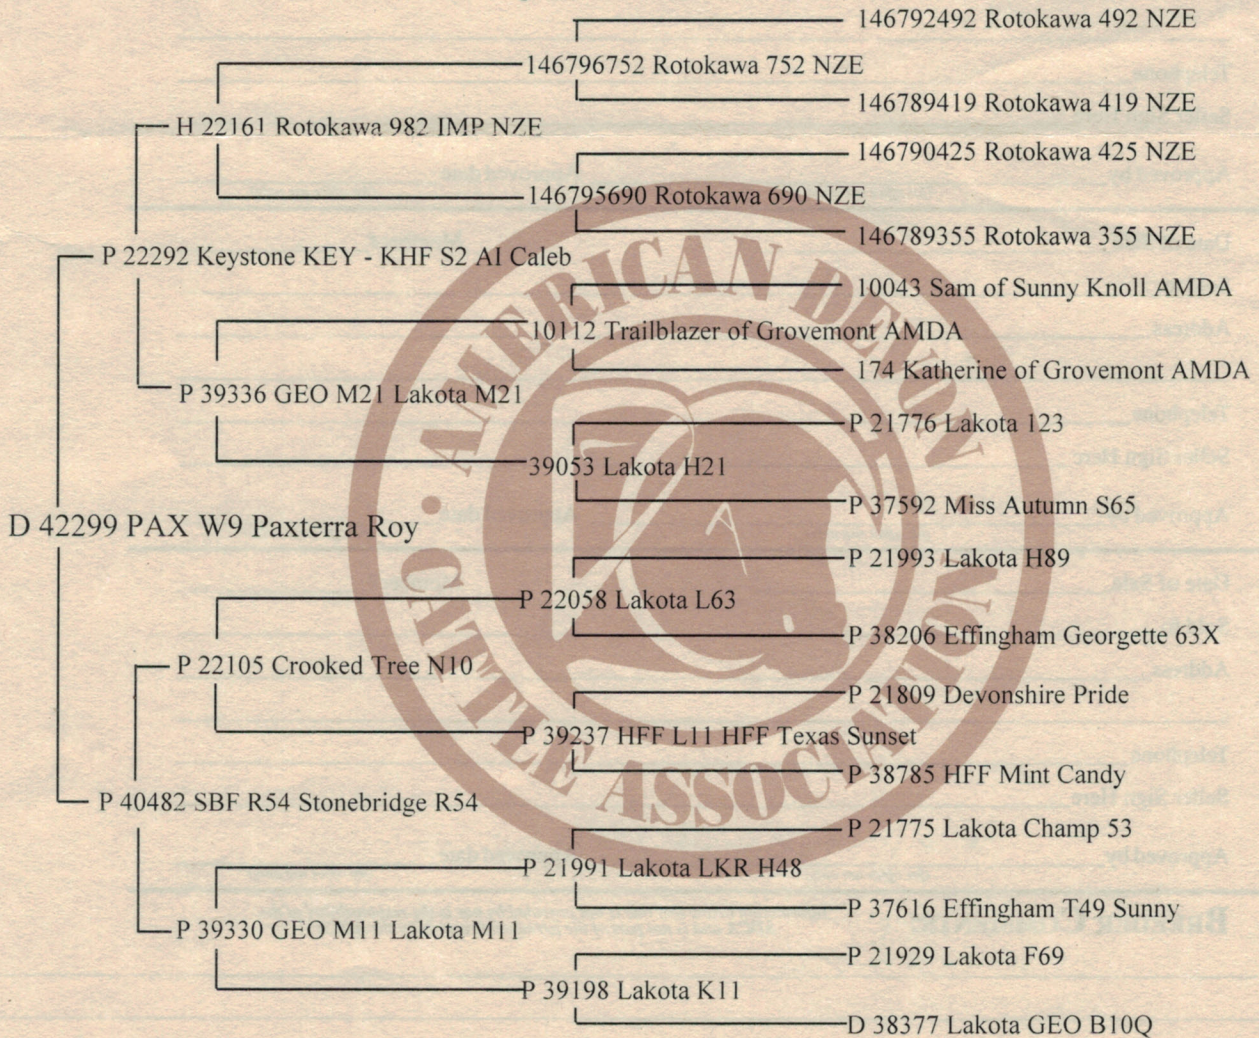 146792492 Rotokawa 492 NZE
146796752 Rotokawa 752 NZE
146789419 Rotokawa 419 NZE
H 22161 Rotokawa 982 IMP NZE
146790425 Rotokawa 425 NZE
146795690 Rotokawa 690 NZE
146789355 Rotokawa 355 NZE
P 22292 Keystone KEY - KHF S2 AI Caleb
10043 Sam of Sunny Knoll AMDA
10112 Trailblazer of Grovemont AMDA
174 Katherine of Grovemont AMDA
P 39336 GEO M21 Lakota M21
P 21776 Lakota 123
39053 Lakota H21
P 37592 Miss Autumn S65
D 42299 PAX W9 Paxterra Roy
P 21993 Lakota H89
P 22058 Lakota L63
P 38206 Effingham Georgette 63X
P 22105 Crooked Tree N10
P 21809 Devonshire Pride
P 39237 HFF L11 HFF Texas Sunset
P 38785 HFF Mint Candy
P 40482 SBF R54 Stonebridge R54
P 21775 Lakota Champ 53
P 21991 Lakota LKR H48
P 37616 Effingham T49 Sunny
P 39330 GEO M11 Lakota M11
P 21929 Lakota F69
P 39198 Lakota K11
D 38377 Lakota GEO B10Q
AMERICAN DEVON
CATTLE ASSOCIATION